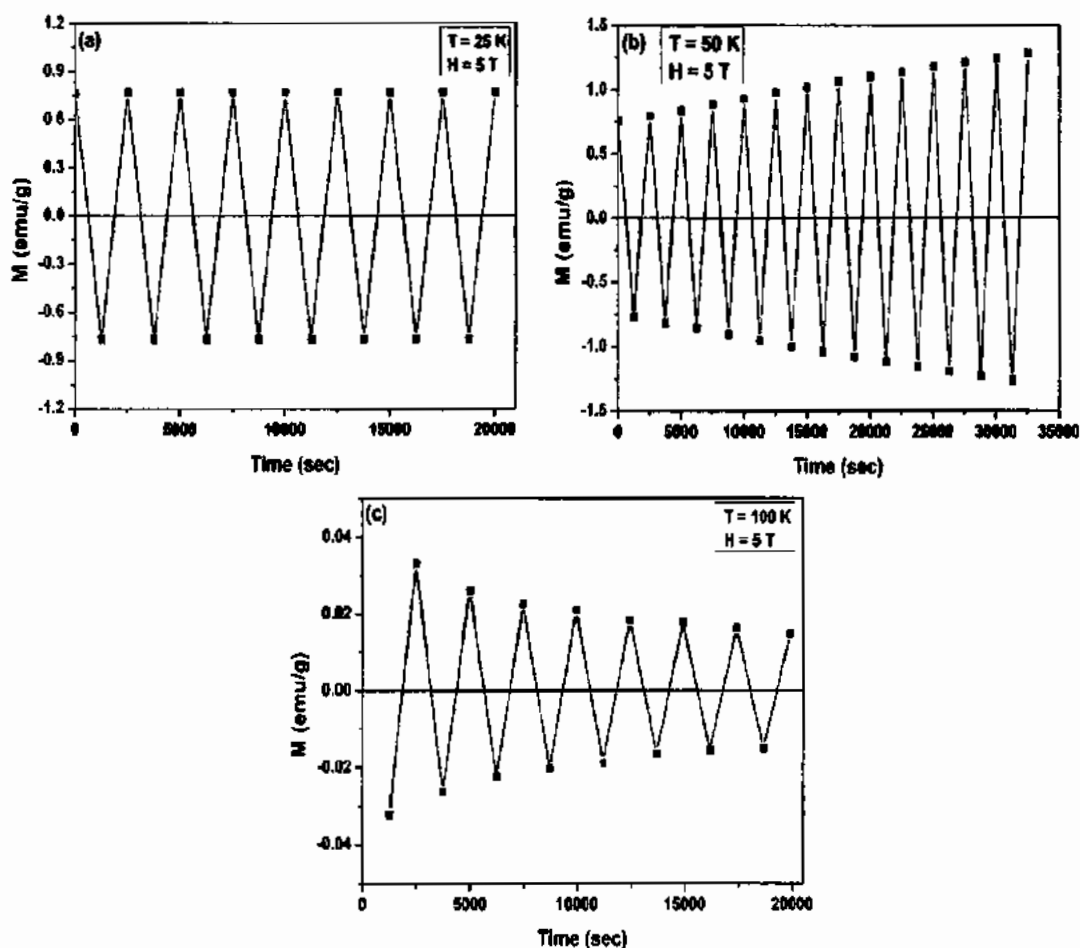 (a)
T = 25 K
H = 5 T
M (emu/g)
1.2
0.9
0.6
0.3
0.0
-0.3
-0.6
-0.9
-1.2
0 5000 10000 15000 20000
Time (sec)
(b)
T = 50 K
H = 5 T
M (emu/g)
1.5
1.0
0.5
0.0
-0.5
-1.0
-1.5
0 5000 10000 15000 20000 25000 30000 35000
Time (sec)
(c)
T = 100 K
H = 5 T
M (emu/g)
0.04
0.02
0.00
-0.02
-0.04
0 5000 10000 15000 20000
Time (sec)